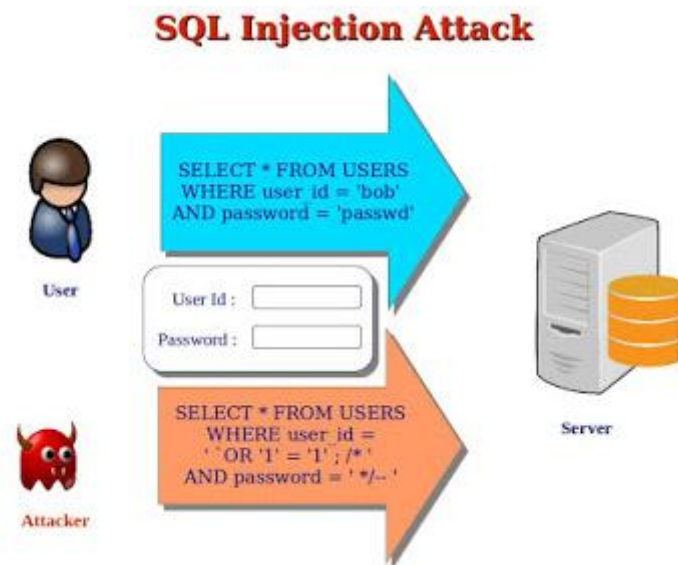 SQL Injection Attack
SELECT * FROM USERS
WHERE user_id = 'bob'
AND password = 'passwd'
User
User Id :
Password :
SELECT * FROM USERS
WHERE user_id =
' `OR '1' = '1' ; /* '
AND password = ' */-- '
Server
Attacker